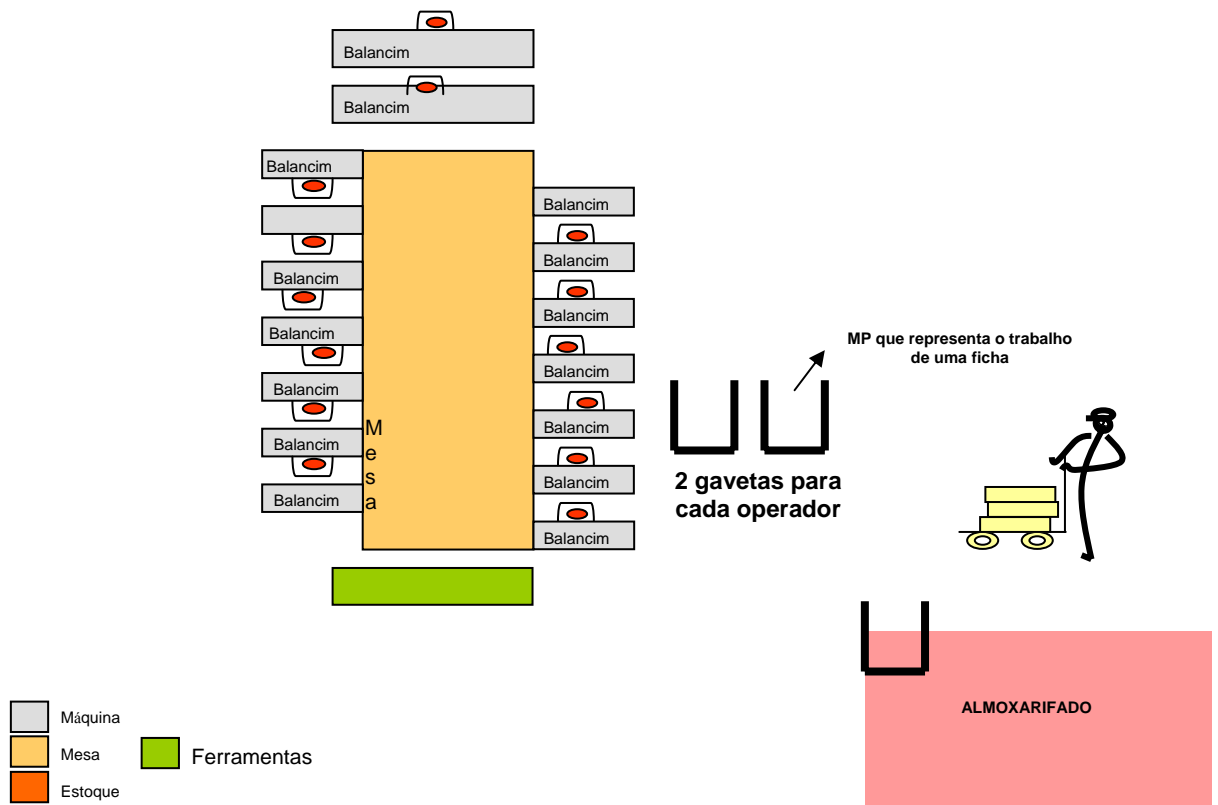 Balancim
Balancim
Balancim
Balancim
Balancim
Balancim
Balancim
Balancim
Mesa
Balancim
Balancim
Balancim
Balancim
Balancim
Balancim
Balancim
MP que representa o trabalho
de uma ficha
2 gavetas para
cada operador
ALMOXARIFADO
Máquina
Mesa
Estoque
Ferramentas